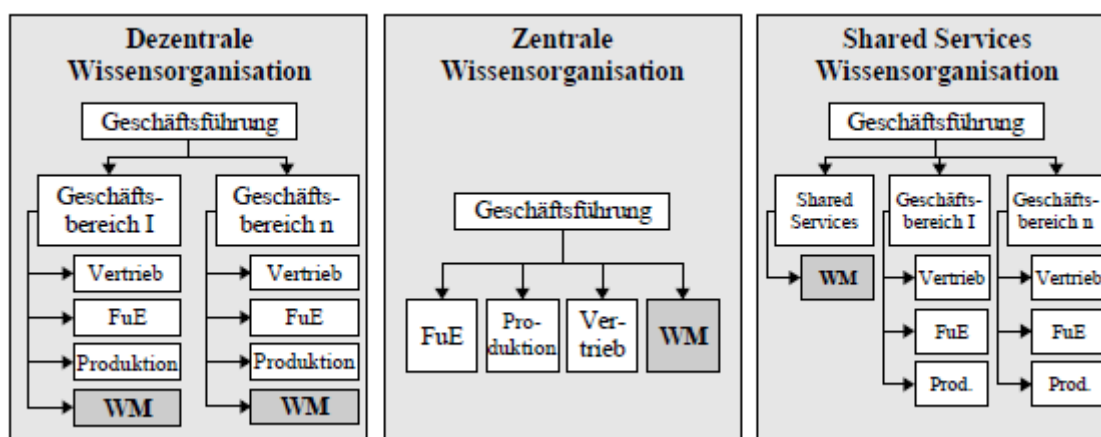 Dezentrale
Wissensorganisation
Geschäftsführung
Geschäfts-
bereich I
Vertrieb
FuE
Produktion
WM
Geschäfts-
bereich n
Vertrieb
FuE
Produktion
WM
Zentrale
Wissensorganisation
Geschäftsführung
FuE
Pro-
duktion
Ver-
trieb
WM
Shared Services
Wissensorganisation
Geschäftsführung
Shared
Services
WM
Geschäfts-
bereich I
Vertrieb
FuE
Prod.
Geschäfts-
bereich n
Vertrieb
FuE
Prod.